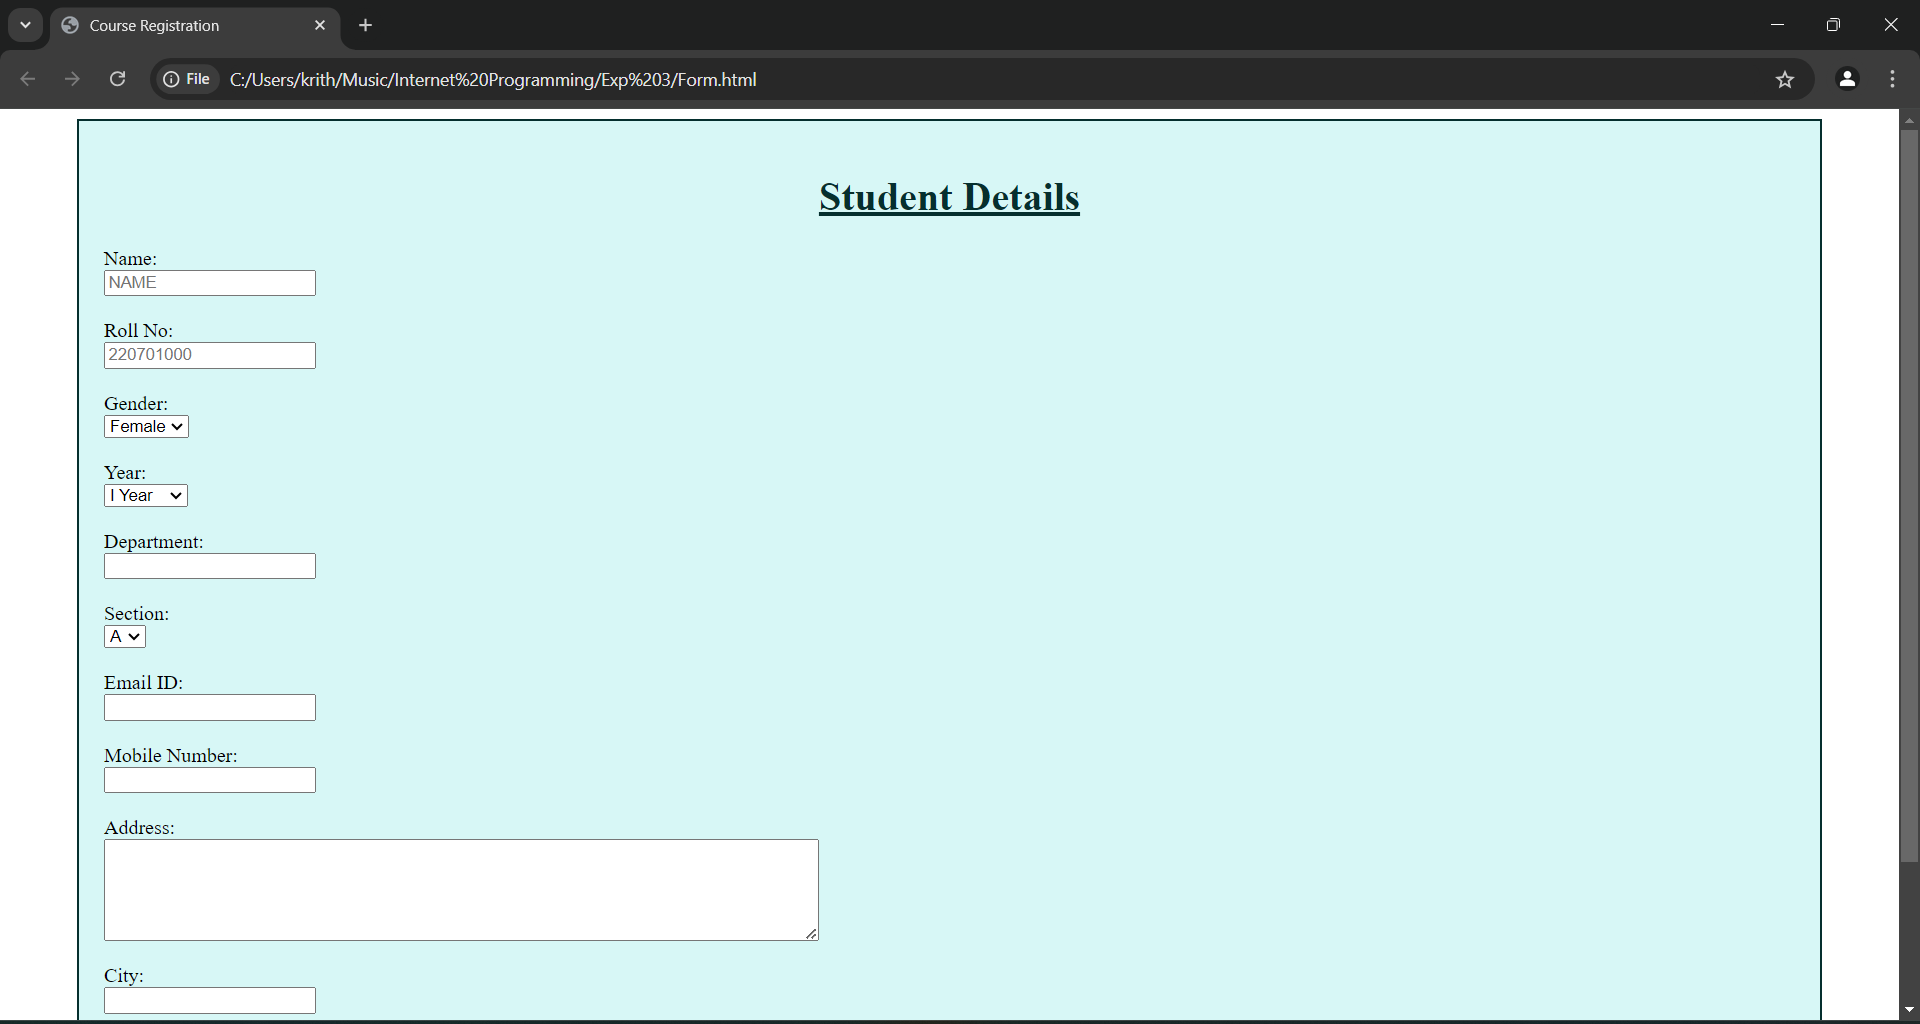 Course Registration
File
C:/Users/krith/Music/Internet%20Programming/Exp%203/Form.html
Student Details
Name:
NAME
Roll No:
220701000
Gender:
Female
Year:
I Year
Department:
Section:
A
Email ID:
Mobile Number:
Address:
City: